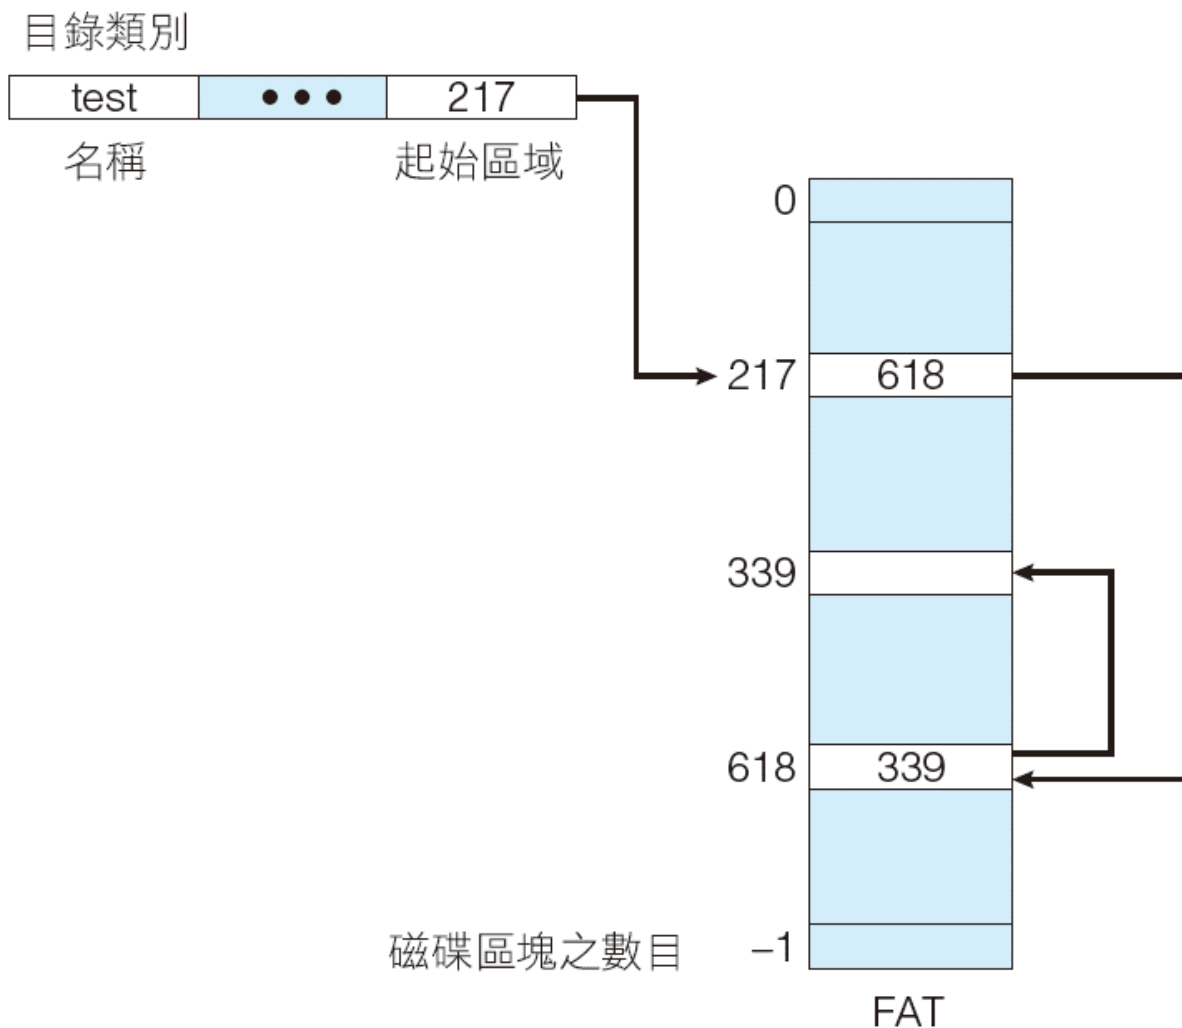 目錄類別
test ••• 217
名稱 起始區域
0
217 618
339
618 339
磁碟區塊之數目 –1
FAT